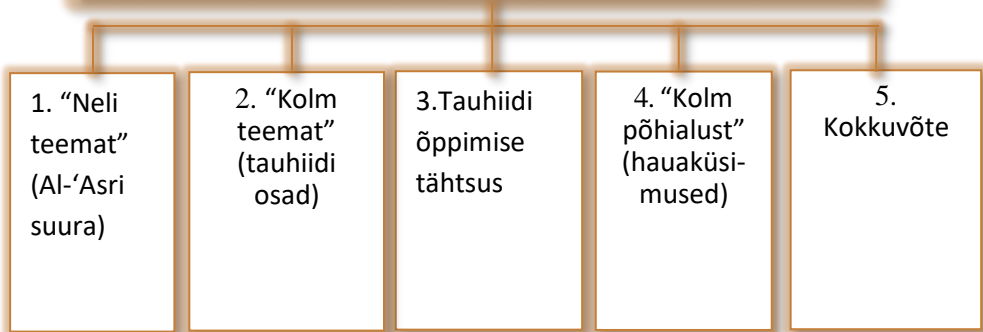 1. “Neli
teemat”
(Al-‘Asri
suura)
2. “Kolm
teemat”
(tauhiidi
osad)
3.Tauhiidi
õppimise
tähtsus
4. “Kolm
põhialust”
(hauaküsi-
mused)
5.
Kokkuvõte